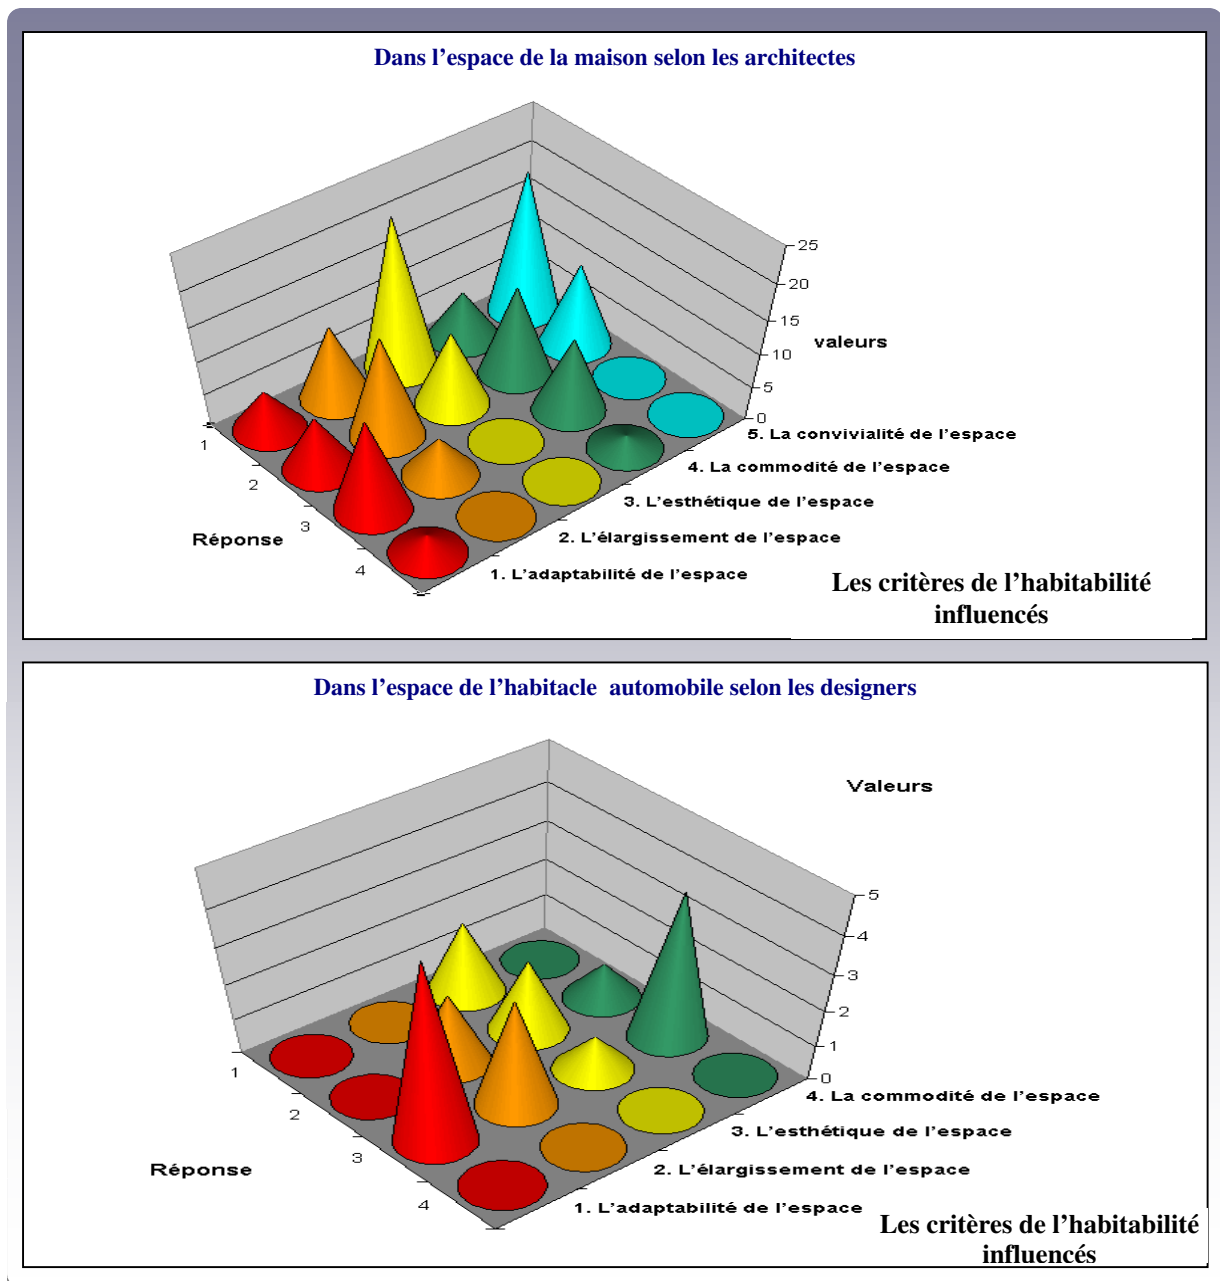 Dans l’espace de la maison selon les architectes
25
20
15
valeurs
10
5
0
5. La convivialité de l’espace
1
4. La commodité de l’espace
2
3. L’esthétique de l’espace
3
2. L’élargissement de l’espace
Réponse
4
1. L’adaptabilité de l’espace
Les critères de l’habitabilité
influencés
Dans l’espace de l’habitacle automobile selon les designers
Valeurs
5
4
3
2
1
0
1
4. La commodité de l’espace
2
3. L’esthétique de l’espace
3
2. L’élargissement de l’espace
Réponse
4
1. L’adaptabilité de l’espace
Les critères de l’habitabilité
influencés